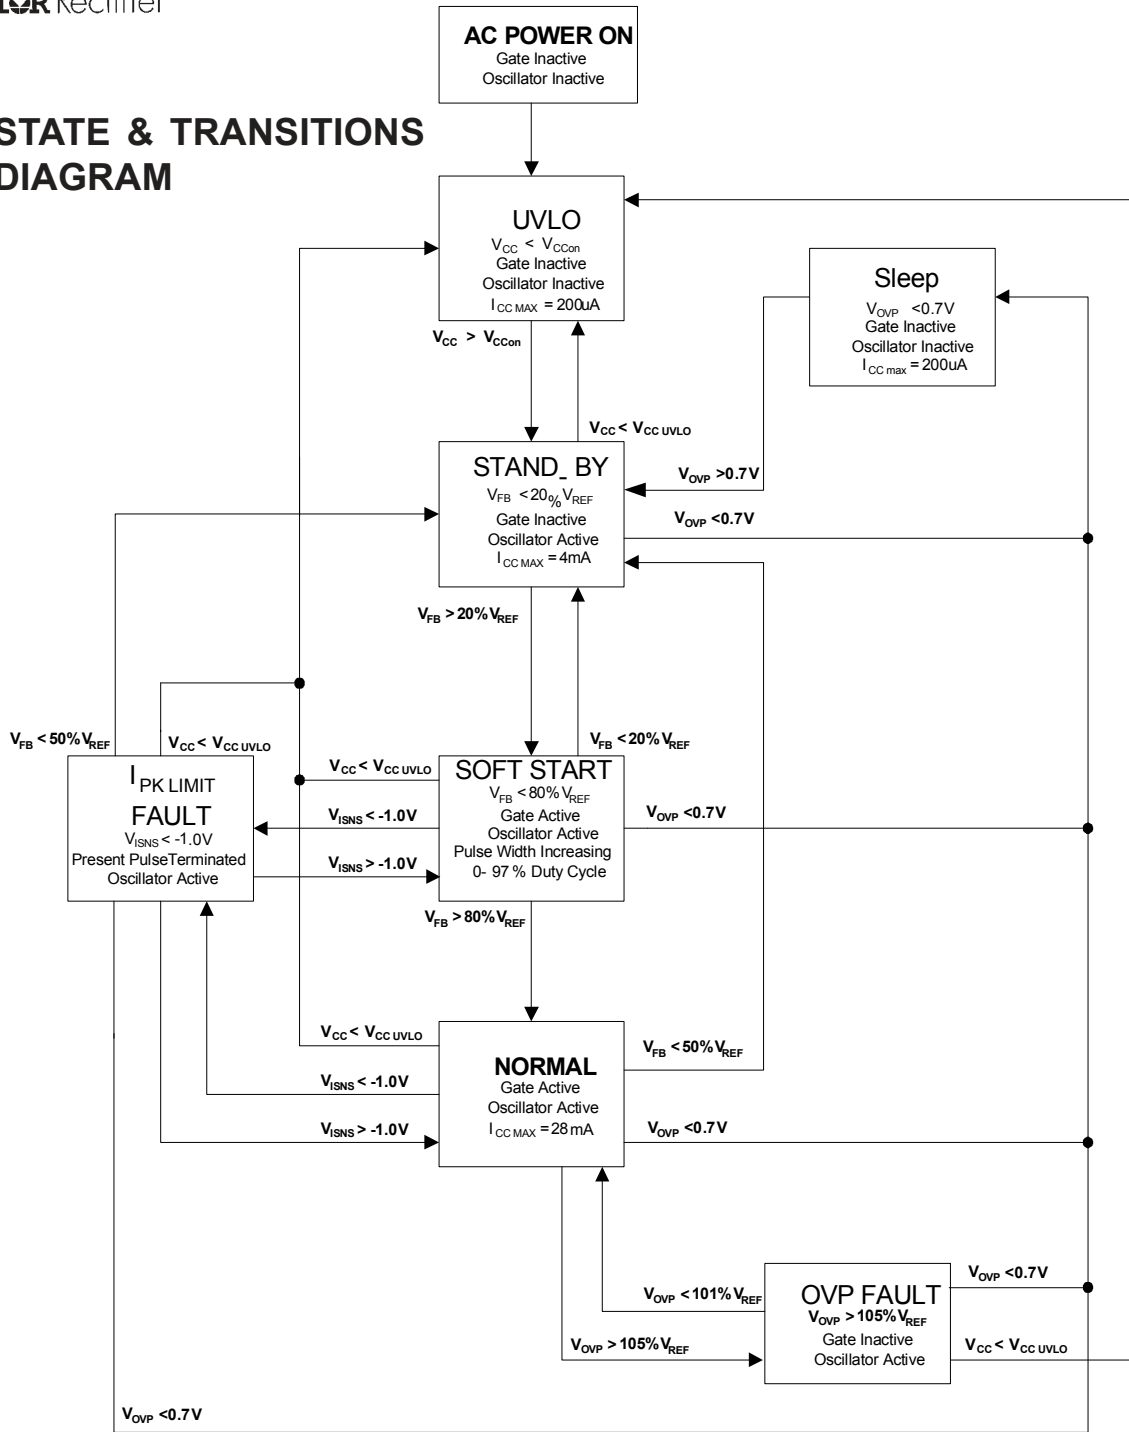 IOR Rectifier
STATE & TRANSITIONS
DIAGRAM
AC POWER ON
Gate Inactive
Oscillator Inactive
UVLO
VCC < VCCon
Gate Inactive
Oscillator Inactive
ICC MAX = 200uA
VCC > VCCon
Sleep
VOVP <0.7V
Gate Inactive
Oscillator Inactive
ICC max = 200uA
VCC < VCC UVLO
STAND_ BY
VFB <20% VREF
Gate Inactive
Oscillator Active
ICC MAX = 4mA
VOVP >0.7V
VOVP <0.7V
VFB > 20% VREF
VFB < 50% VREF
VCC < VCC UVLO
VFB < 20% VREF
IPK LIMIT
FAULT
VISNS < -1.0V
Present PulseTerminated
Oscillator Active
VCC < VCC UVLO
VISNS < -1.0V
VISNS > -1.0V
SOFT START
VFB < 80% VREF
Gate Active
Oscillator Active
Pulse Width Increasing
0- 97 % Duty Cycle
VOVP <0.7V
VFB > 80% VREF
VCC < VCC UVLO
VISNS < -1.0V
VISNS > -1.0V
NORMAL
Gate Active
Oscillator Active
ICC MAX = 28 mA
VFB < 50% VREF
VOVP <0.7V
VOVP < 101% VREF
VOVP > 105% VREF
OVP FAULT
VOVP > 105% VREF
Gate Inactive
Oscillator Active
VOVP <0.7V
VCC < VCC UVLO
VOVP <0.7V